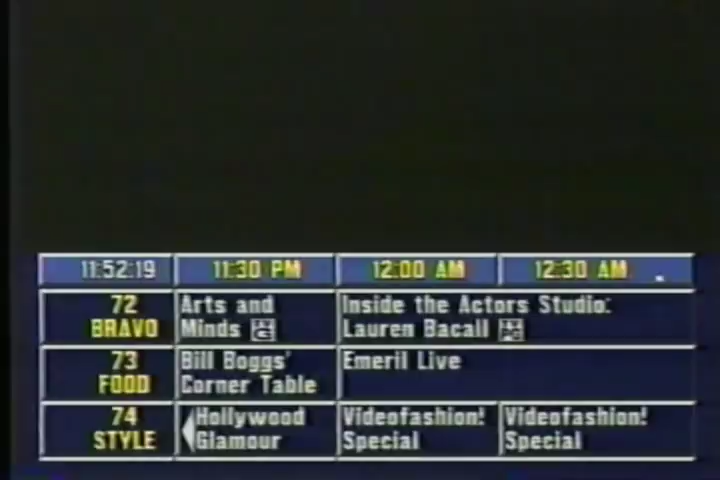 11:52:19 11:30 PM 12:00 AM 12:30 AM
72 BRAVO
Arts and
Minds
Inside the Actors Studio:
Lauren Bacall
73 FOOD
Bill Boggs'
Corner Table
Emeril Live
74 STYLE
Hollywood
Glamour
Videofashion!
Special
Videofashion!
Special